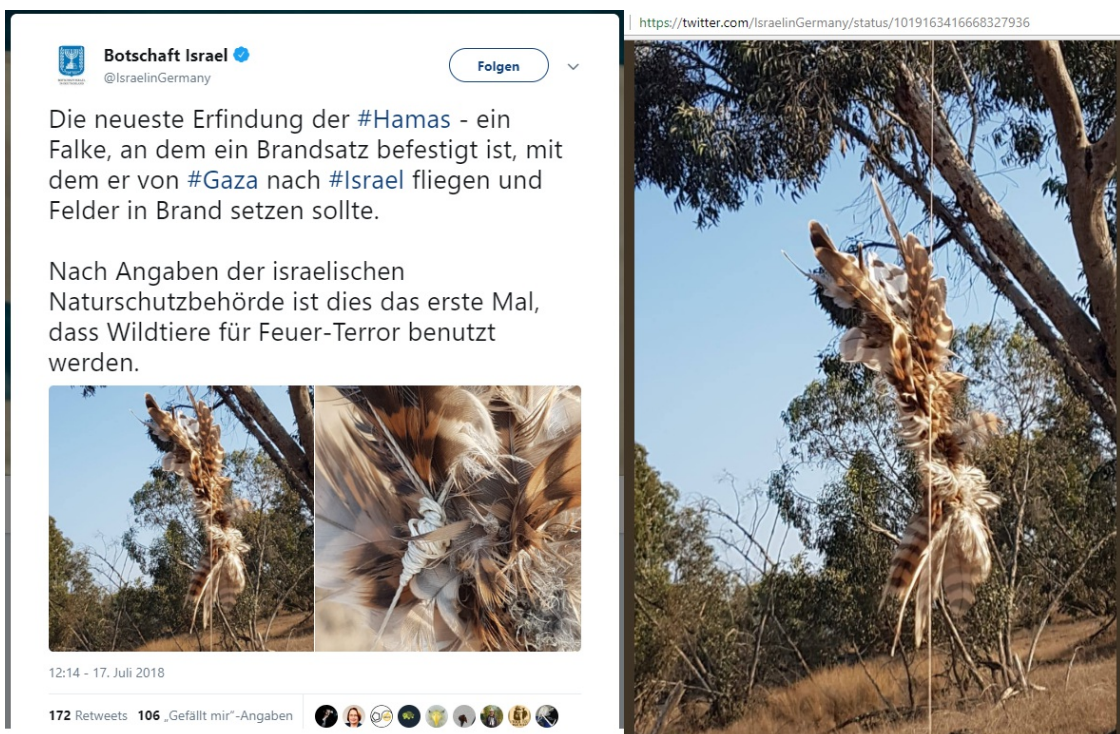 Botschaft Israel
@IsraelinGermany
Folgen
Die neueste Erfindung der #Hamas - ein
Falke, an dem ein Brandsatz befestigt ist, mit
dem er von #Gaza nach #Israel fliegen und
Felder in Brand setzen sollte.
Nach Angaben der israelischen
Naturschutzbehörde ist dies das erste Mal,
dass Wildtiere für Feuer-Terror benutzt
werden.
12:14 - 17. Juli 2018
172 Retweets 106 „Gefällt mir“-Angaben
https://twitter.com/IsraelinGermany/status/1019163416668327936